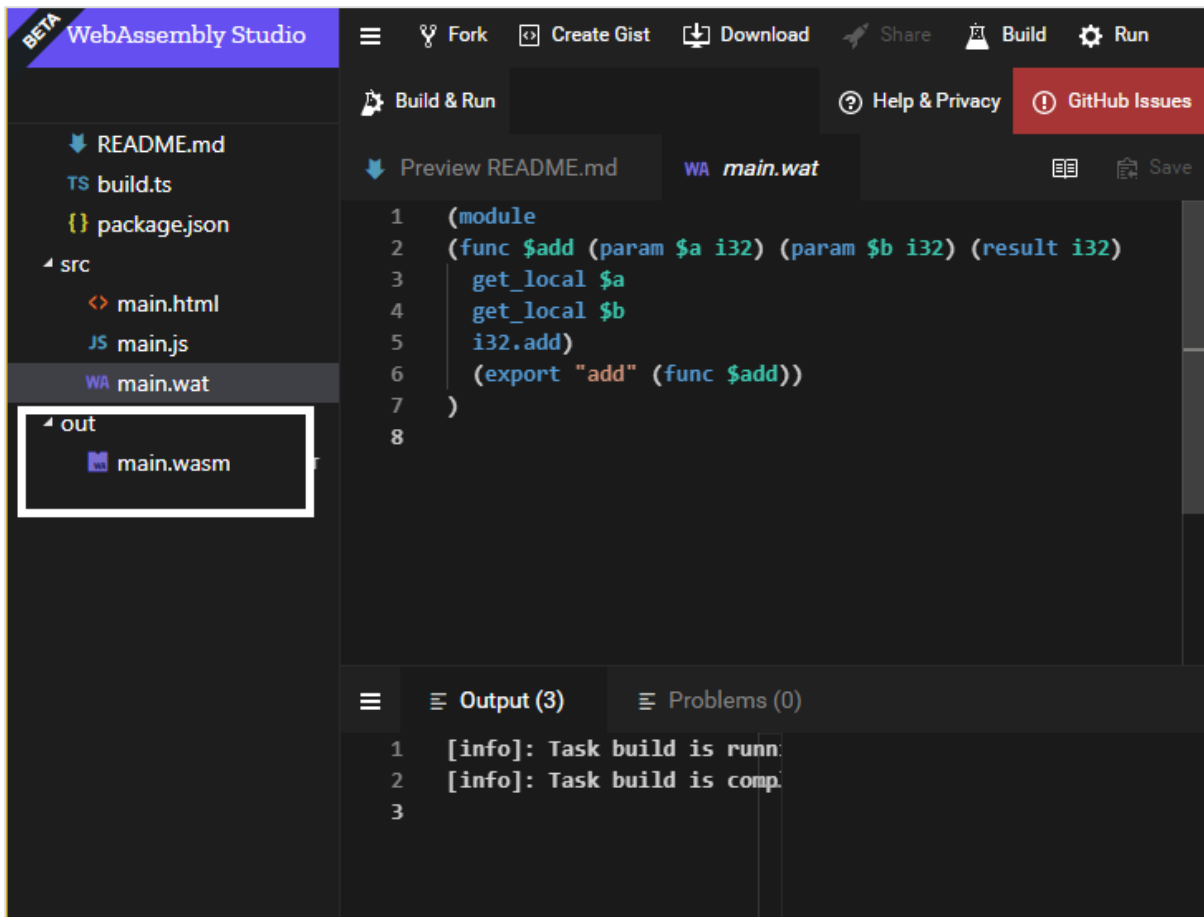 BETA
WebAssembly Studio
Fork Create Gist Download Share Build Run
Build & Run Help & Privacy GitHub Issues
README.md
TS build.ts
{} package.json
src
<> main.html
JS main.js
WA main.wat
out
main.wasm
Preview README.md WA main.wat Save
1 (module
2 (func $add (param $a i32) (param $b i32) (result i32)
3 get_local $a
4 get_local $b
5 i32.add)
6 (export "add" (func $add))
7 )
8
Output (3) Problems (0)
1 [info]: Task build is runn
2 [info]: Task build is comp
3